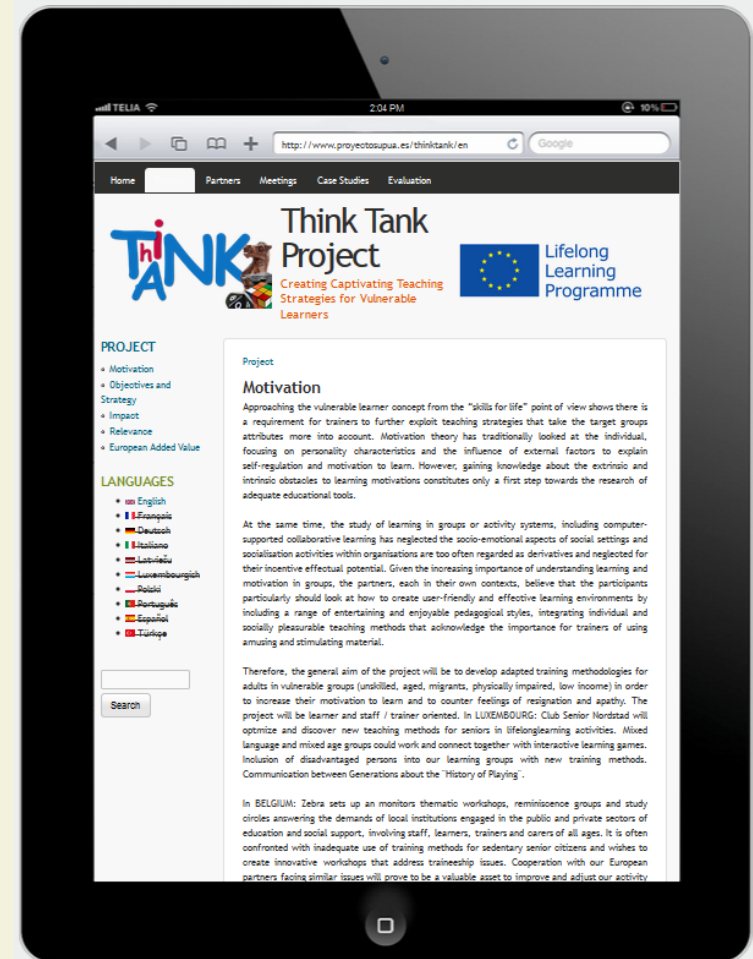 TELIA
2:04 PM
10%
http://www.proyectosupua.es/thinktank/en
Google
Home
Partners
Meetings
Case Studies
Evaluation
ThiNK TANK
Think Tank
Project
Creating Captivating Teaching
Strategies for Vulnerable
Learners
Lifelong
Learning
Programme
PROJECT
Motivation
Objectives and
Strategy
Impact
Relevance
European Added Value
LANGUAGES
English
Français
Deutsch
Italiano
Latviešu
Luxembourgich
Polski
Português
Español
Türkçe
Search
Project
Motivation
Approaching the vulnerable learner concept from the “skills for life” point of view shows there is
a requirement for trainers to further exploit teaching strategies that take the target groups
attributes more into account. Motivation theory has traditionally looked at the individual,
focusing on personality characteristics and the influence of external factors to explain
self-regulation and motivation to learn. However, gaining knowledge about the extrinsic and
intrinsic obstacles to learning motivations constitutes only a first step towards the research of
adequate educational tools.
At the same time, the study of learning in groups or activity systems, including computer-
supported collaborative learning has neglected the socio-emotional aspects of social settings and
socialisation activities within organisations are too often regarded as derivatives and neglected for
their incentive effectual potential. Given the increasing importance of understanding learning and
motivation in groups, the partners, each in their own contexts, believe that the participants
particularly should look at how to create user-friendly and effective learning environments by
including a range of entertaining and enjoyable pedagogical styles, integrating individual and
socially pleasurable teaching methods that acknowledge the importance for trainers of using
amusing and stimulating material.
Therefore, the general aim of the project will be to develop adapted training methodologies for
adults in vulnerable groups (unskilled, aged, migrants, physically impaired, low income) in order
to increase their motivation to learn and to counter feelings of resignation and apathy. The
project will be learner and staff / trainer oriented. In LUXEMBOURG: Club Senior Nordstad will
optmize and discover new teaching methods for seniors in lifelonglearning activities. Mixed
language and mixed age groups could work and connect together with interactive learning games.
Inclusion of disadvantaged persons into our learning groups with new training methods.
Communication between Generations about the ¨History of Playing¨.
In BELGIUM: Zebra sets up an monitors thematic workshops, reminiscence groups and study
circles answering the demands of local institutions engaged in the public and private sectors of
education and social support, involving staff, learners, trainers and carers of all ages. It is often
confronted with inadequate use of training methods for sedentary senior citizens and wishes to
create innovative workshops that address traineeship issues. Cooperation with our European
partners facing similar issues will prove to be a valuable asset to improve and adjust our activity